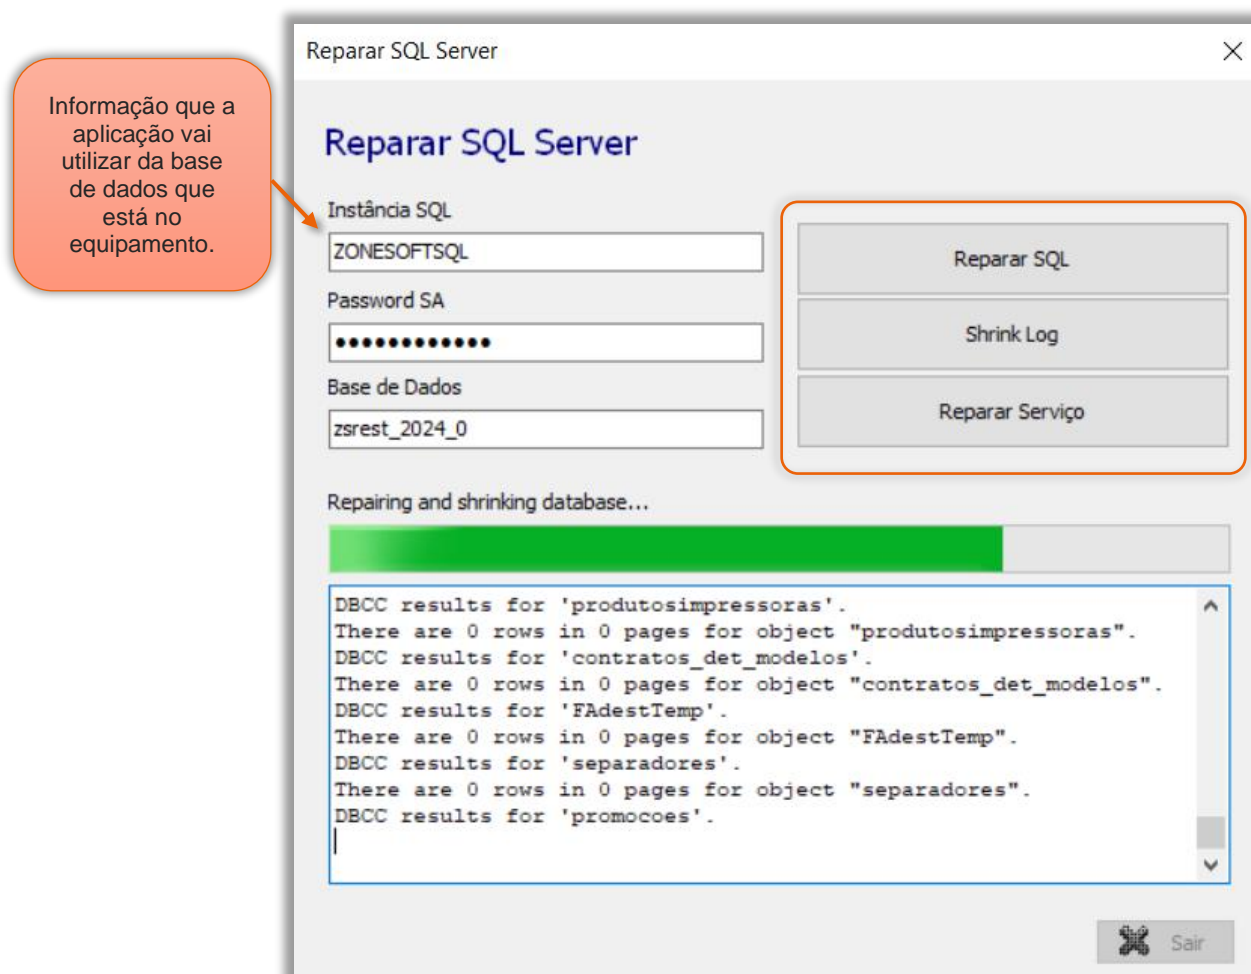 Reparar SQL Server
Informação que a
aplicação vai
utilizar da base
de dados que
está no
equipamento.
Reparar SQL Server
Instância SQL
ZONESOFTSQL
Password SA
●●●●●●●●●●●●
Base de Dados
zsrest_2024_0
Reparar SQL
Shrink Log
Reparar Serviço
Repairing and shrinking database...
DBCC results for 'produtosimpressoras'.
There are 0 rows in 0 pages for object "produtosimpressoras".
DBCC results for 'contratos_det_modelos'.
There are 0 rows in 0 pages for object "contratos_det_modelos".
DBCC results for 'FAdestTemp'.
There are 0 rows in 0 pages for object "FAdestTemp".
DBCC results for 'separadores'.
There are 0 rows in 0 pages for object "separadores".
DBCC results for 'promocoes'.
Sair